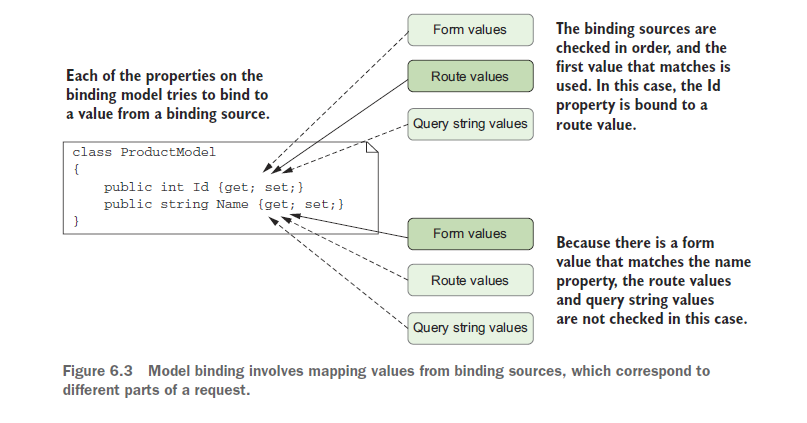 Each of the properties on the
binding model tries to bind to
a value from a binding source.
class ProductModel
{
public int Id {get; set;}
public string Name {get; set;}
}
Form values
Route values
Query string values
The binding sources are
checked in order, and the
first value that matches is
used. In this case, the Id
property is bound to a
route value.
Form values
Route values
Query string values
Because there is a form
value that matches the name
property, the route values
and query string values
are not checked in this case.
Figure 6.3 Model binding involves mapping values from binding sources, which correspond to
different parts of a request.